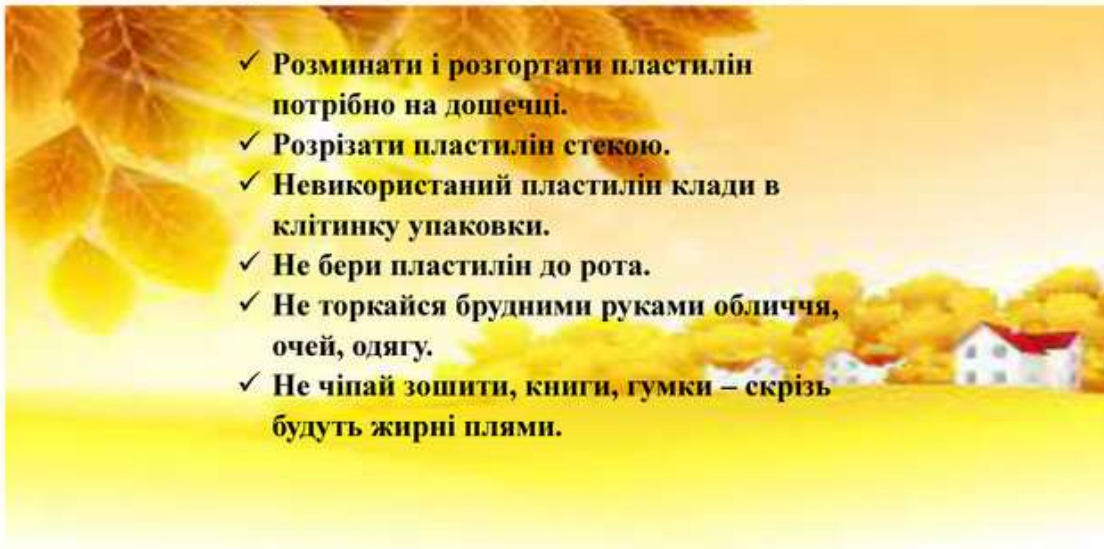 ✓ Розминати і розгортати пластилін
потрібно на дощечці.
✓ Розрізати пластилін стекою.
✓ Невикористаний пластилін клади в
клітинку упаковки.
✓ Не бери пластилін до рота.
✓ Не торкайся брудними руками обличчя,
очей, одягу.
✓ Не чіпай зошити, книги, гумки – скрізь
будуть жирні плями.